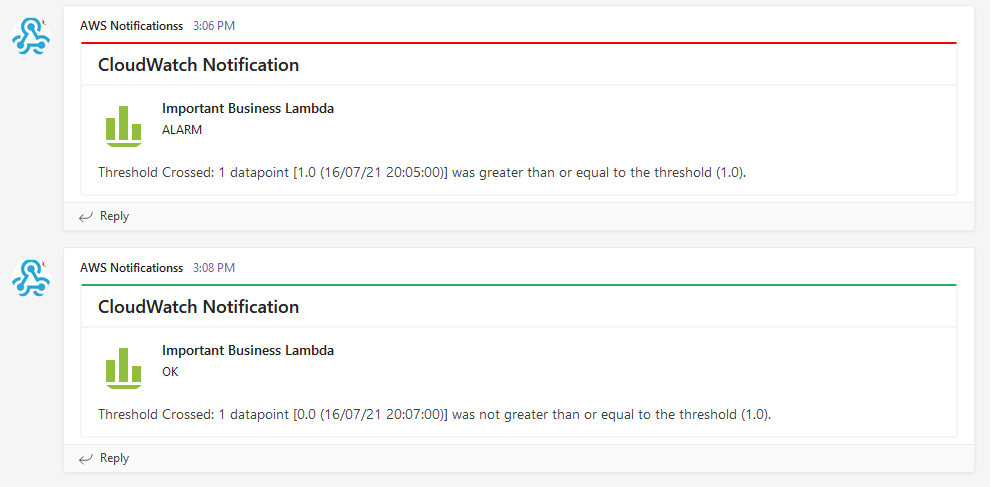 AWS Notificationss 3:06 PM
CloudWatch Notification
Important Business Lambda
ALARM
Threshold Crossed: 1 datapoint [1.0 (16/07/21 20:05:00)] was greater than or equal to the threshold (1.0).
Reply
AWS Notificationss 3:08 PM
CloudWatch Notification
Important Business Lambda
OK
Threshold Crossed: 1 datapoint [0.0 (16/07/21 20:07:00)] was not greater than or equal to the threshold (1.0).
Reply